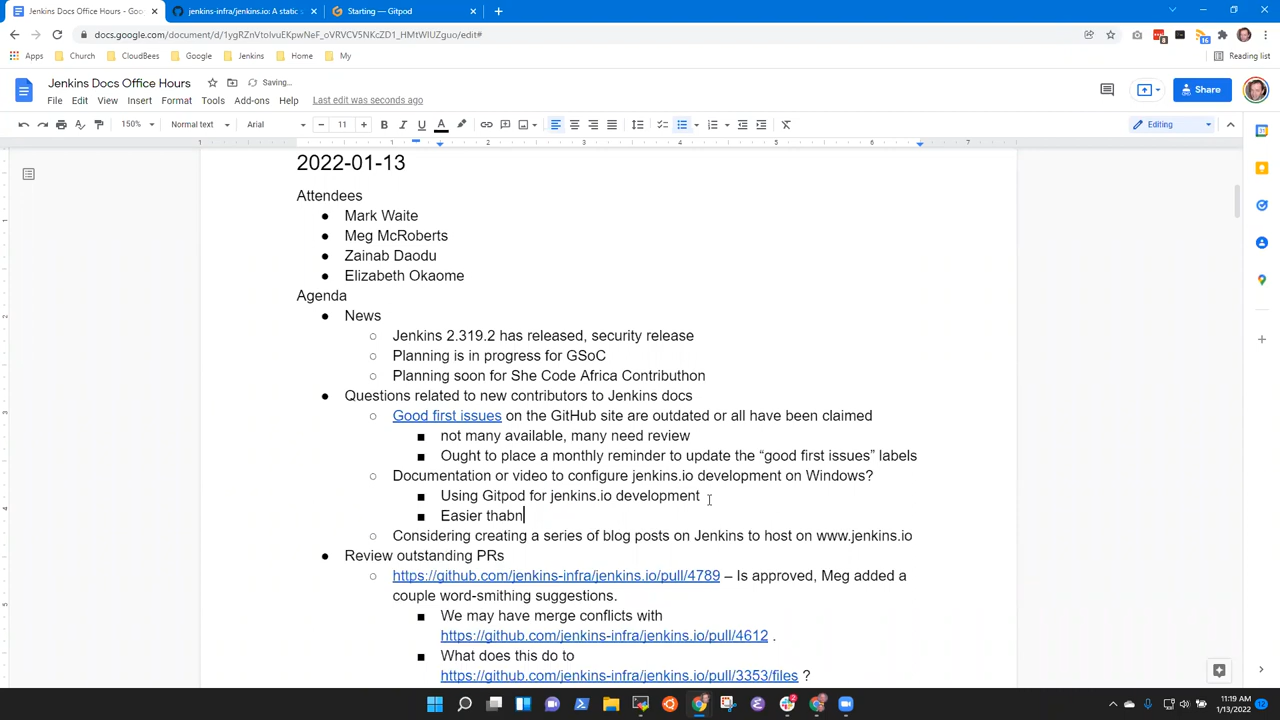 Jenkins Docs Office Hours - Goo
jenkins-infra/jenkins.io: A static s
Starting — Gitpod
docs.google.com/document/d/1ygRZnVtoIvuEKpwNeF_oVRVCV5NKcZD1_HMtWIUZguo/edit#
Apps
Church
CloudBees
Google
Jenkins
Home
My
Reading list
Jenkins Docs Office Hours
Saving...
File Edit View Insert Format Tools Add-ons Help Last edit was seconds ago
Share
150% Normal text Arial 11
Editing
1 1 2 3 4 5 6 7
2022-01-13
Attendees
● Mark Waite
● Meg McRoberts
● Zainab Daodu
● Elizabeth Okaome
Agenda
● News
○ Jenkins 2.319.2 has released, security release
○ Planning is in progress for GSoC
○ Planning soon for She Code Africa Contributhon
● Questions related to new contributors to Jenkins docs
○ Good first issues on the GitHub site are outdated or all have been claimed
■ not many available, many need review
■ Ought to place a monthly reminder to update the “good first issues” labels
○ Documentation or video to configure jenkins.io development on Windows?
■ Using Gitpod for jenkins.io development
■ Easier thabn
○ Considering creating a series of blog posts on Jenkins to host on www.jenkins.io
● Review outstanding PRs
○ https://github.com/jenkins-infra/jenkins.io/pull/4789 – Is approved, Meg added a
couple word-smithing suggestions.
■ We may have merge conflicts with
https://github.com/jenkins-infra/jenkins.io/pull/4612 .
■ What does this do to
https://github.com/jenkins-infra/jenkins.io/pull/3353/files ?
11:19 AM
1/13/2022